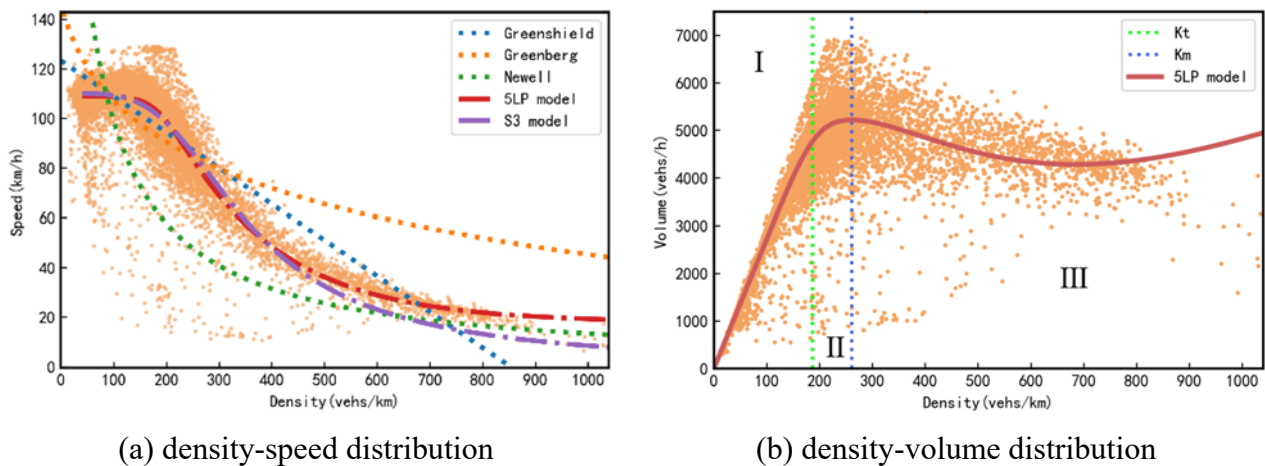 140
120
100
80
60
40
20
0
Speed(km/h)
0 100 200 300 400 500 600 700 800 900 1000
Density(vehs/km)
Greenshield
Greenberg
Newell
5LP model
S3 model
(a) density-speed distribution
7000
6000
5000
4000
3000
2000
1000
0
Volume(vehs/h)
0 100 200 300 400 500 600 700 800 900 1000
Density(vehs/km)
Kt
Km
5LP model
I
II
III
(b) density-volume distribution